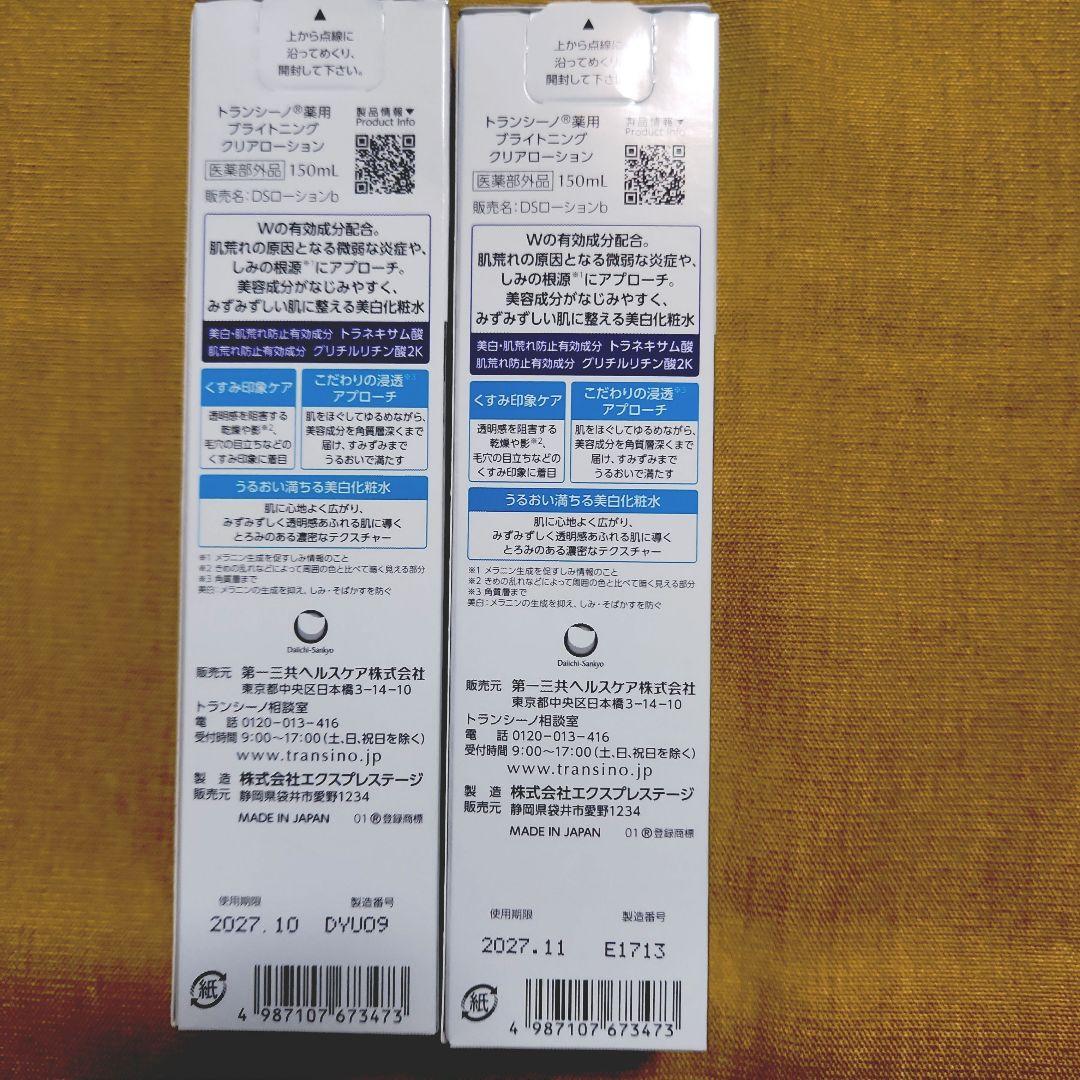 上から点線に
沿ってめくり、
開封して下さい。
トランシーノ®薬用
ブライトニング
クリアローション
製品情報▼
Product Info
医薬部外品 150mL
販売名:DSローションb
Wの有効成分配合。
肌荒れの原因となる微弱な炎症や、
しみの根源※1にアプローチ。
美容成分がなじみやすく、
みずみずしい肌に整える美白化粧水
美白・肌荒れ防止有効成分 トラネキサム酸
肌荒れ防止有効成分 グリチルリチン酸2K
くすみ印象ケア
透明感を阻害する
乾燥や影※2、
毛穴の目立ちなどの
くすみ印象に着目
こだわりの浸透※3
アプローチ
肌をほぐしてゆるめながら、
美容成分を角質層深くまで
届け、すみずみまで
うるおいで満たす
うるおい満ちる美白化粧水
肌に心地よく広がり、
みずみずしく透明感あふれる肌に導く
とろみのある濃密なテクスチャー
※1 メラニン生成を促すしみ情報のこと
※2 きめの乱れなどによって周囲の色と比べて暗く見える部分
※3 角質層まで
美白:メラニンの生成を抑え、しみ・そばかすを防ぐ
Daiichi-Sankyo
販売元 第一三共ヘルスケア株式会社
東京都中央区日本橋3-14-10
トランシーノ相談室
電 話 0120-013-416
受付時間 9:00〜17:00(土、日、祝日を除く)
www.transino.jp
製 造 株式会社エクスプレステージ
販売元 静岡県袋井市愛野1234
MADE IN JAPAN 01 ®登録商標
使用期限 製造番号
2027.10 DYU09
紙
4 987107 673473
上から点線に
沿ってめくり
開封して下さ
トランシーノ®薬用
ブライトニング
クリアローション
製品情報▼
Product Info
医薬部外品 150mL
販売名:DSローションb
Wの有効成分配合。
肌荒れの原因となる微弱な炎症や、
しみの根源※1にアプローチ。
美容成分がなじみやすく、
みずみずしい肌に整える美白化粧水
美白・肌荒れ防止有効成分 トラネキサム酸
肌荒れ防止有効成分 グリチルリチン酸2K
くすみ印象ケア
透明感を阻害する
乾燥や影※2、
毛穴の目立ちなどの
くすみ印象に着目
こだわりの浸透※3
アプローチ
肌をほぐしてゆるめながら、
美容成分を角質層深くまで
届け、すみずみまで
うるおいで満たす
うるおい満ちる美白化粧水
肌に心地よく広がり、
みずみずしく透明感あふれる肌に導く
とろみのある濃密なテクスチャー
※1 メラニン生成を促すしみ情報のこと
※2 きめの乱れなどによって周囲の色と比べて暗く見える部分
※3 角質層まで
美白:メラニンの生成を抑え、しみ・そばかすを防ぐ
Daiichi-Sankyo
販売元 第一三共ヘルスケア株式会社
東京都中央区日本橋3-14-10
トランシーノ相談室
電 話 0120-013-416
受付時間 9:00〜17:00(土、日、祝日を除く)
www.transino.jp
製 造 株式会社エクスプレステージ
販売元 静岡県袋井市愛野1234
MADE IN JAPAN 01 ®登録商標
使用期限 製造番号
2027.11 E1713
紙
4 987107 673473